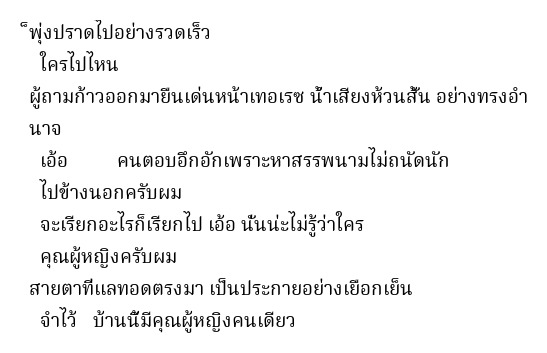 ็พุ่งปราดไปอย่างรวดเร็ว
ใครไปไหน
ผู้ถามก้าวออกมายืนเด่นหน้าเทอเรซ น้ำเสียงห้วนสั้น อย่างทรงอำ
นาจ
เอ้อ คนตอบอึกอักเพราะหาสรรพนามไม่ถนัดนัก
ไปข้างนอกครับผม
จะเรียกอะไรก็เรียกไป เอ้อ นั่นน่ะไม่รู้ว่าใคร
คุณผู้หญิงครับผม
สายตาที่แลทอดตรงมา เป็นประกายอย่างเยือกเย็น
จำไว้ บ้านนี้มีคุณผู้หญิงคนเดียว